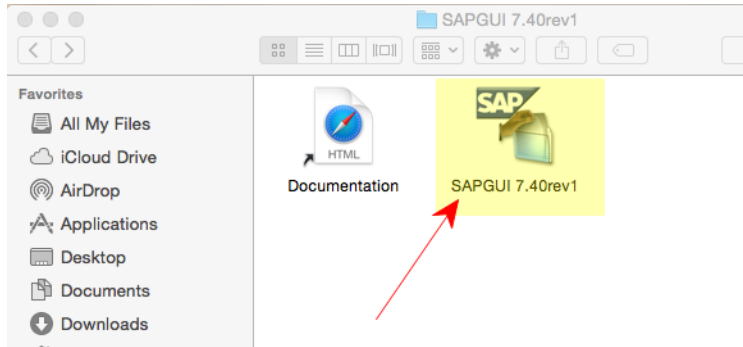 SAPGUI 7.40rev1
Favorites
All My Files
iCloud Drive
AirDrop
Applications
Desktop
Documents
Downloads
HTML
Documentation
SAP
SAPGUI 7.40rev1